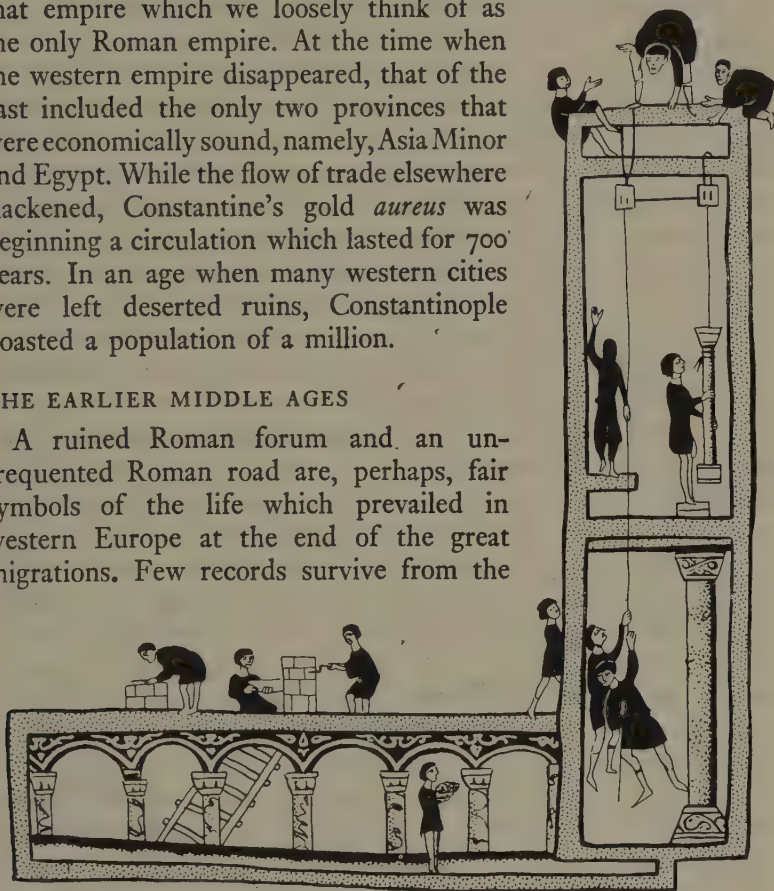 hat empire which we loosely think of as
he only Roman empire. At the time when
he western empire disappeared, that of the
ast included the only two provinces that
were economically sound, namely, Asia Minor
nd Egypt. While the flow of trade elsewhere
lackened, Constantine's gold aureus was
eginning a circulation which lasted for 700
ears. In an age when many western cities
were left deserted ruins, Constantinople
oasted a population of a million.
HE EARLIER MIDDLE AGES
A ruined Roman forum and an un-
requented Roman road are, perhaps, fair
ymbols of the life which prevailed in
western Europe at the end of the great
nigrations. Few records survive from the